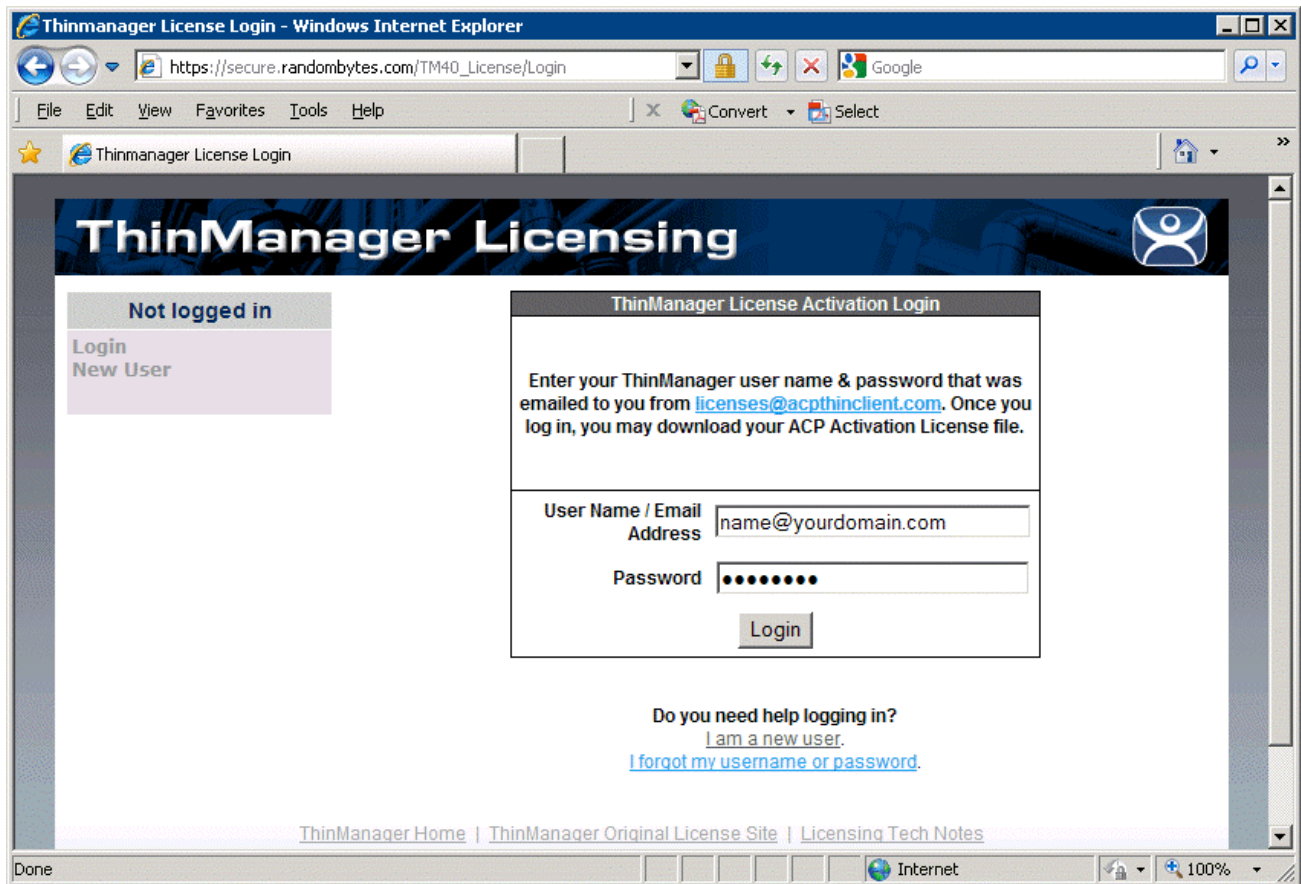 Thinmanager License Login - Windows Internet Explorer
https://secure.randombytes.com/TM40_License/Login
Google
File Edit View Favorites Tools Help
Convert Select
Thinmanager License Login
ThinManager Licensing
Not logged in
Login
New User
ThinManager License Activation Login
Enter your ThinManager user name & password that was
emailed to you from licenses@acpthinclient.com. Once you
log in, you may download your ACP Activation License file.
User Name / Email
Address
name@yourdomain.com
Password
Login
Do you need help logging in?
I am a new user.
I forgot my username or password.
ThinManager Home | ThinManager Original License Site | Licensing Tech Notes
Done
Internet
100%